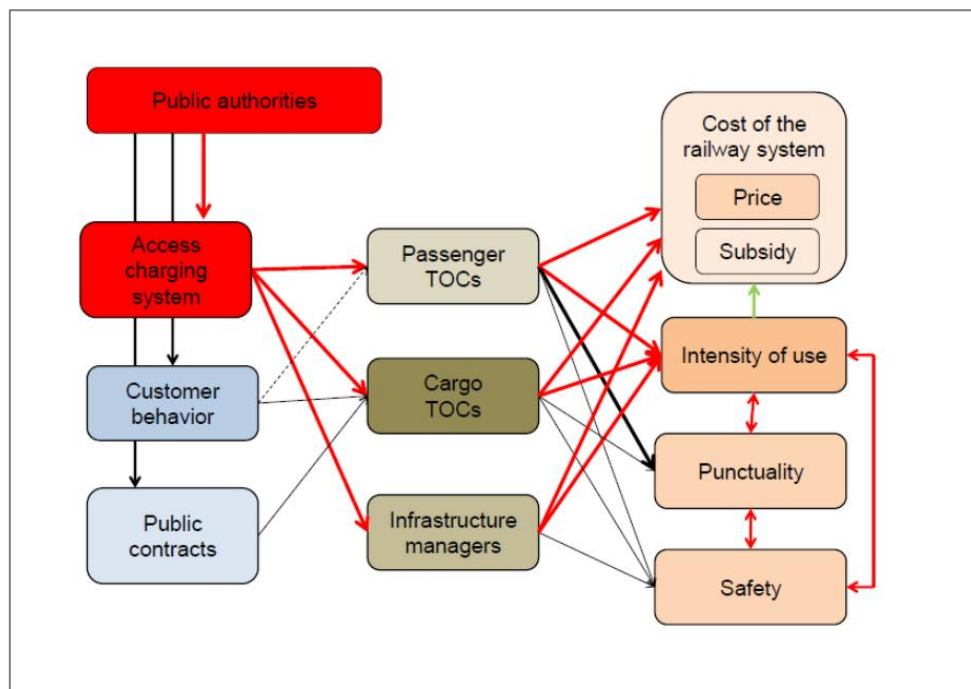 Public authorities
Access
charging
system
Customer
behavior
Public
contracts
Passenger
TOCs
Cargo
TOCs
Infrastructure
managers
Cost of the
railway system
Price
Subsidy
Intensity of use
Punctuality
Safety